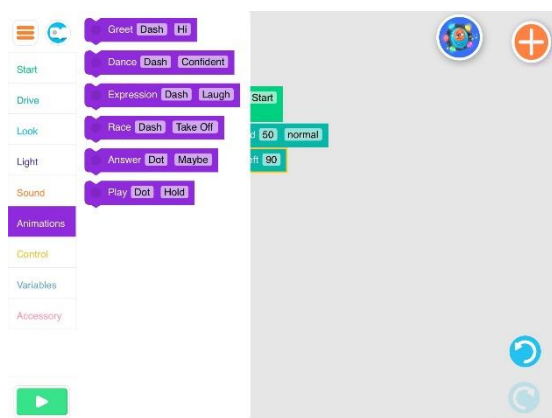 Start
Drive
Look
Light
Sound
Animations
Control
Variables
Accessory
Greet Dash Hi
Dance Dash Confident
Expression Dash Laugh
Race Dash Take Off
Answer Dot Maybe
Play Dot Hold
Start
d 50 normal
eft 90